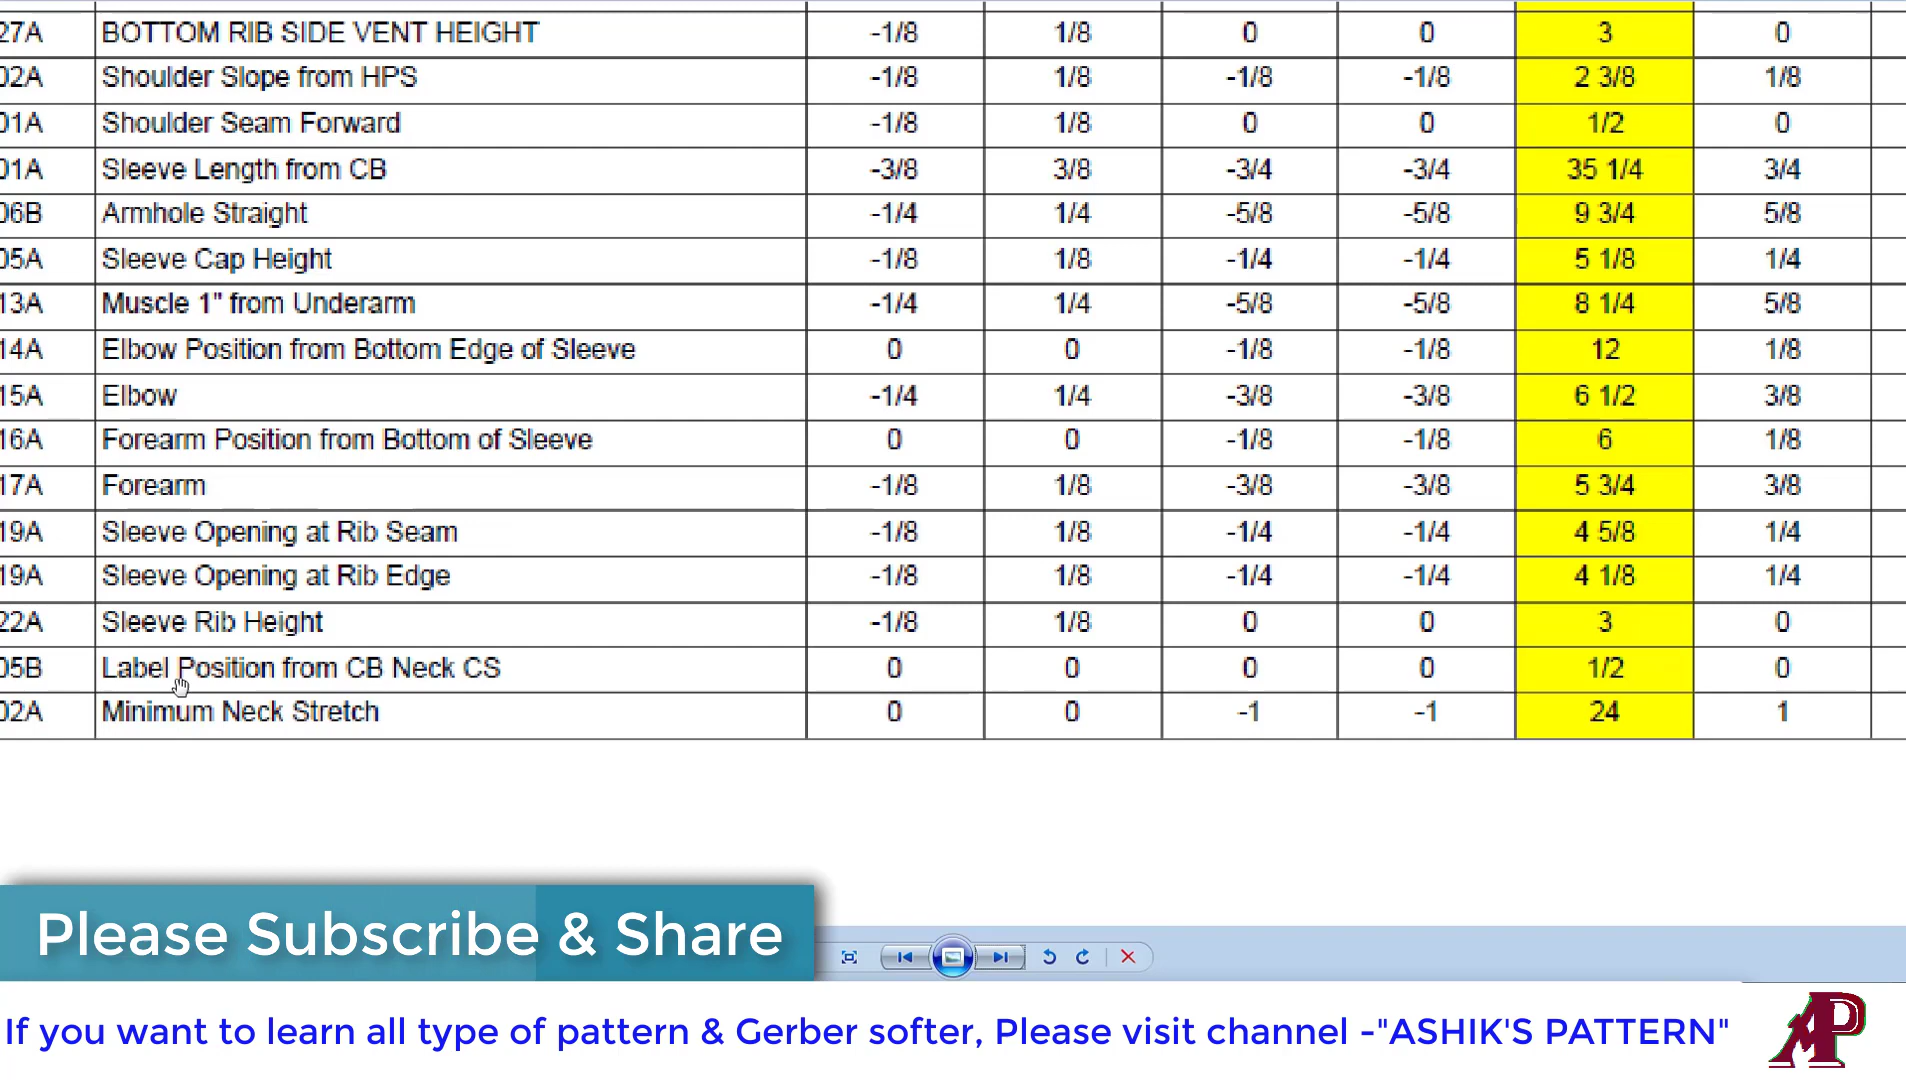 27A BOTTOM RIB SIDE VENT HEIGHT -1/8 1/8 0 0 3 0
02A Shoulder Slope from HPS -1/8 1/8 -1/8 -1/8 2 3/8 1/8
01A Shoulder Seam Forward -1/8 1/8 0 0 1/2 0
01A Sleeve Length from CB -3/8 3/8 -3/4 -3/4 35 1/4 3/4
06B Armhole Straight -1/4 1/4 -5/8 -5/8 9 3/4 5/8
05A Sleeve Cap Height -1/8 1/8 -1/4 -1/4 5 1/8 1/4
13A Muscle 1" from Underarm -1/4 1/4 -5/8 -5/8 8 1/4 5/8
14A Elbow Position from Bottom Edge of Sleeve 0 0 -1/8 -1/8 12 1/8
15A Elbow -1/4 1/4 -3/8 -3/8 6 1/2 3/8
16A Forearm Position from Bottom of Sleeve 0 0 -1/8 -1/8 6 1/8
17A Forearm -1/8 1/8 -3/8 -3/8 5 3/4 3/8
19A Sleeve Opening at Rib Seam -1/8 1/8 -1/4 -1/4 4 5/8 1/4
19A Sleeve Opening at Rib Edge -1/8 1/8 -1/4 -1/4 4 1/8 1/4
22A Sleeve Rib Height -1/8 1/8 0 0 3 0
05B Label Position from CB Neck CS 0 0 0 0 1/2 0
02A Minimum Neck Stretch 0 0 -1 -1 24 1
Please Subscribe & Share
If you want to learn all type of pattern & Gerber softer, Please visit channel -"ASHIK'S PATTERN"
AP